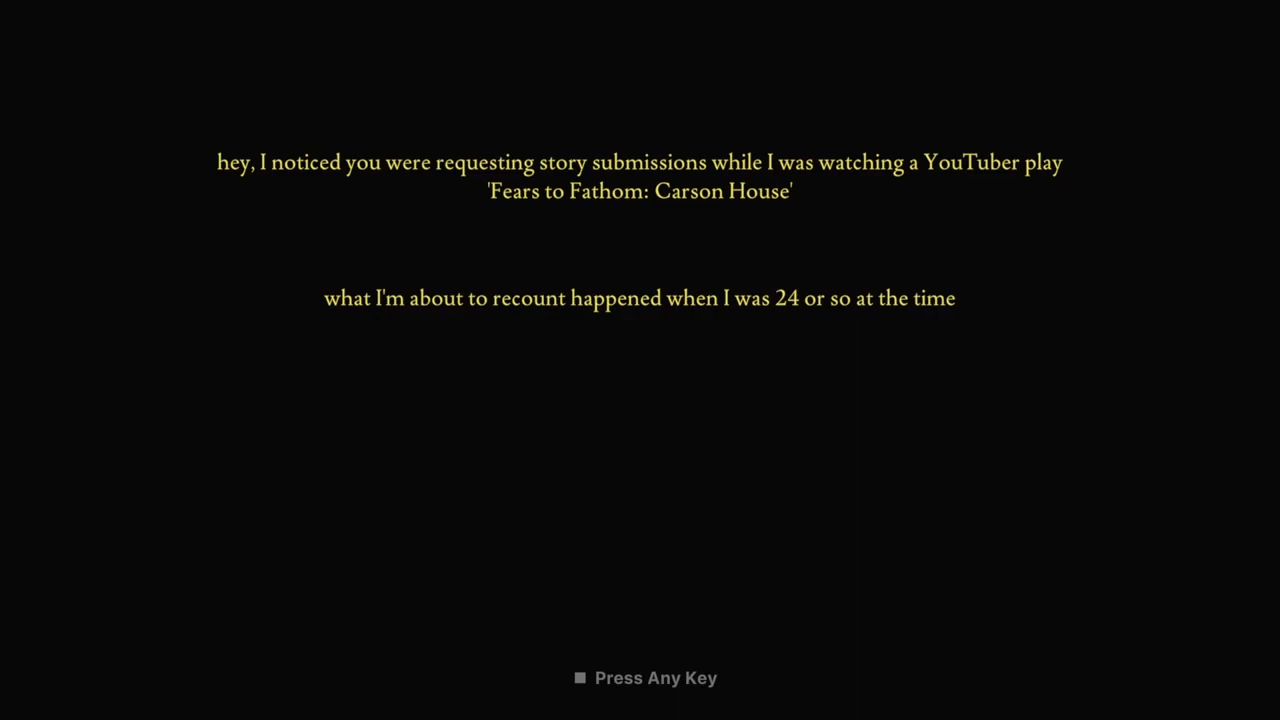 hey, I noticed you were requesting story submissions while I was watching a YouTuber play
'Fears to Fathom: Carson House'
what I'm about to recount happened when I was 24 or so at the time
Press Any Key